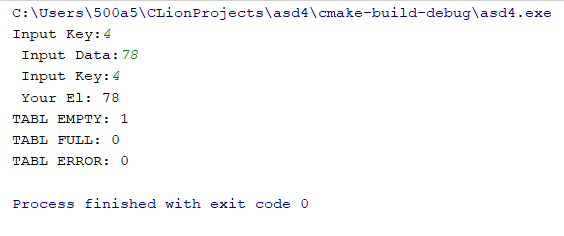 C:\Users\500a5\CLionProjects\asd4\cmake-build-debug\asd4.exe
Input Key:4
Input Data:78
Input Key:4
Your El: 78
TABL EMPTY: 1
TABL FULL: 0
TABL ERROR: 0
Process finished with exit code 0